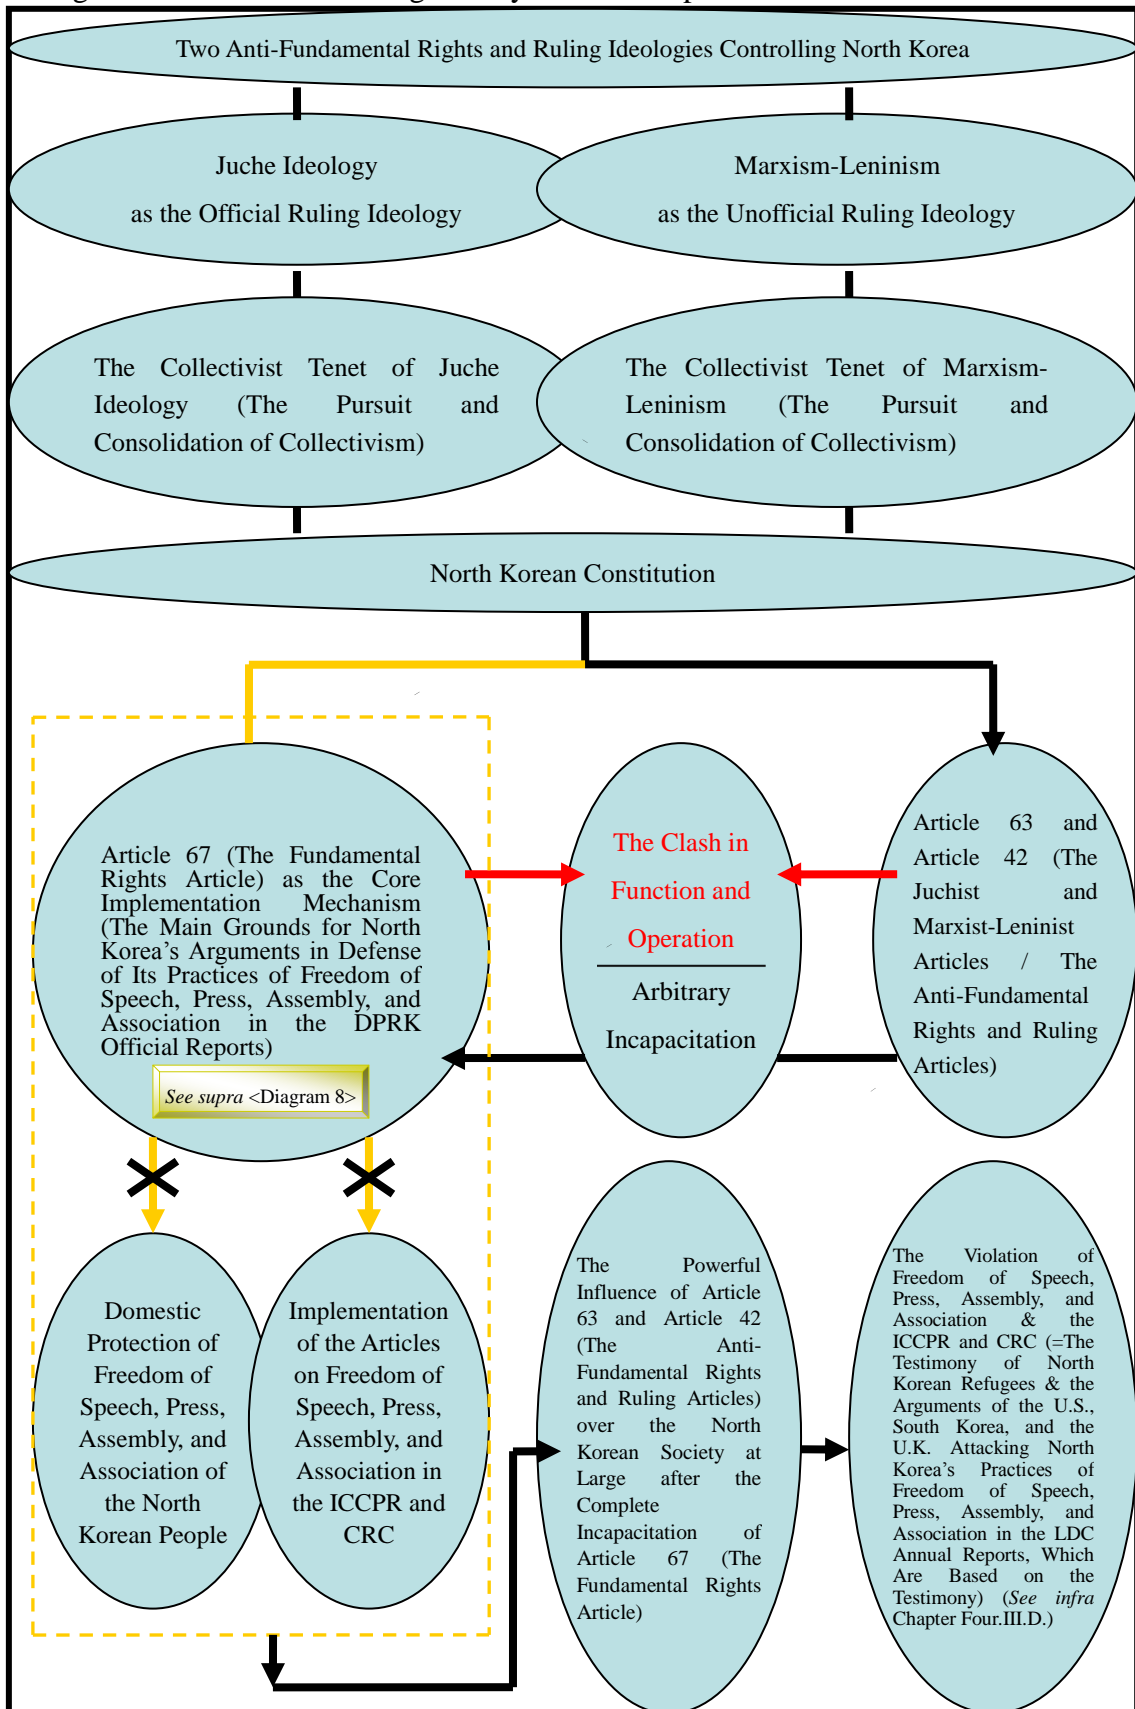 Two Anti-Fundamental Rights and Ruling Ideologies Controlling North Korea
Juche Ideology
as the Official Ruling Ideology
Marxism-Leninism
as the Unofficial Ruling Ideology
The Collectivist Tenet of Juche
Ideology (The Pursuit and
Consolidation of Collectivism)
The Collectivist Tenet of Marxism-
Leninism (The Pursuit and
Consolidation of Collectivism)
North Korean Constitution
Article 67 (The Fundamental
Rights Article) as the Core
Implementation Mechanism
(The Main Grounds for North
Korea's Arguments in Defense
of Its Practices of Freedom of
Speech, Press, Assembly, and
Association in the DPRK
Official Reports)
See supra <Diagram 8>
The Clash in
Function and
Operation
Arbitrary
Incapacitation
Article 63 and
Article 42 (The
Juchist and
Marxist-Leninist
Articles / The
Anti-Fundamental
Rights and Ruling
Articles)
Domestic
Protection of
Freedom of
Speech, Press,
Assembly, and
Association of
the North
Korean People
Implementation
of the Articles
on Freedom of
Speech, Press,
Assembly, and
Association in
the ICCPR and
CRC
The Powerful
Influence of Article
63 and Article 42
(The Anti-
Fundamental Rights
and Ruling Articles)
over the North
Korean Society at
Large after the
Complete
Incapacitation of
Article 67 (The
Fundamental Rights
Article)
The Violation of
Freedom of Speech,
Press, Assembly, and
Association & the
ICCPR and CRC (=The
Testimony of North
Korean Refugees & the
Arguments of the U.S.,
South Korea, and the
U.K. Attacking North
Korea's Practices of
Freedom of Speech,
Press, Assembly, and
Association in the LDC
Annual Reports, Which
Are Based on the
Testimony) (See infra
Chapter Four.III.D.)